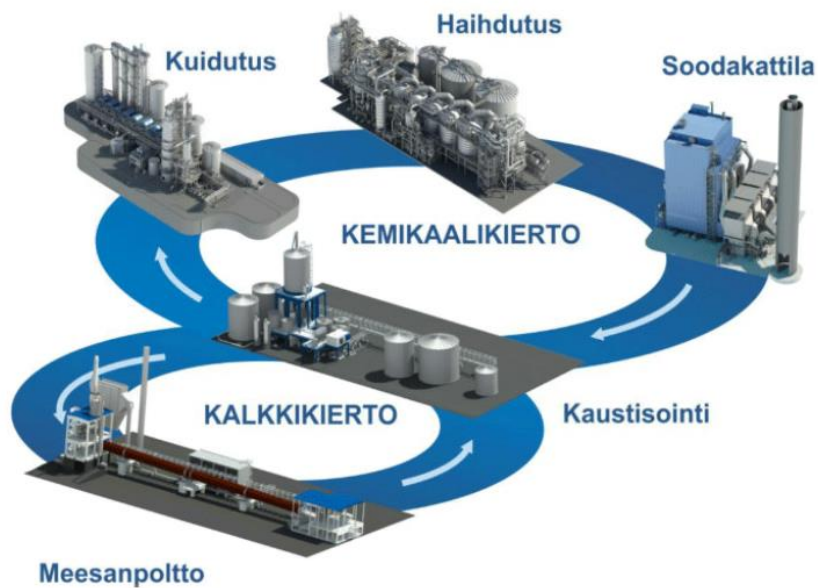 Haihdutus
Kuidutus
Soodakattila
KEMIKAALIKIERTO
KALKKIKIERTO
Kaustisointi
Meesanpoltto